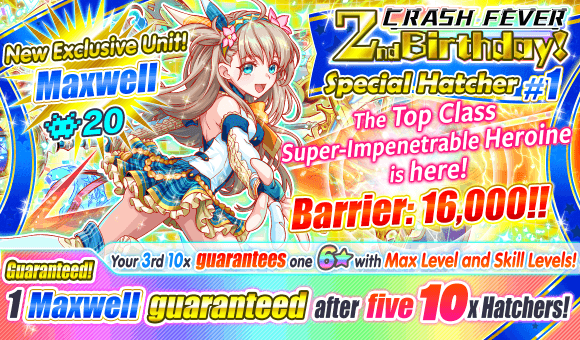 New Exclusive Unit!
Maxwell
20
CRASH FEVER
2nd Birthday!
Special Hatcher #1
The Top Class
Super-Impenetrable Heroine
is here!
Barrier: 16,000!!
Your 3rd 10x guarantees one 6★ with Max Level and Skill Levels!
Guaranteed!
1 Maxwell guaranteed after five 10x Hatchers!